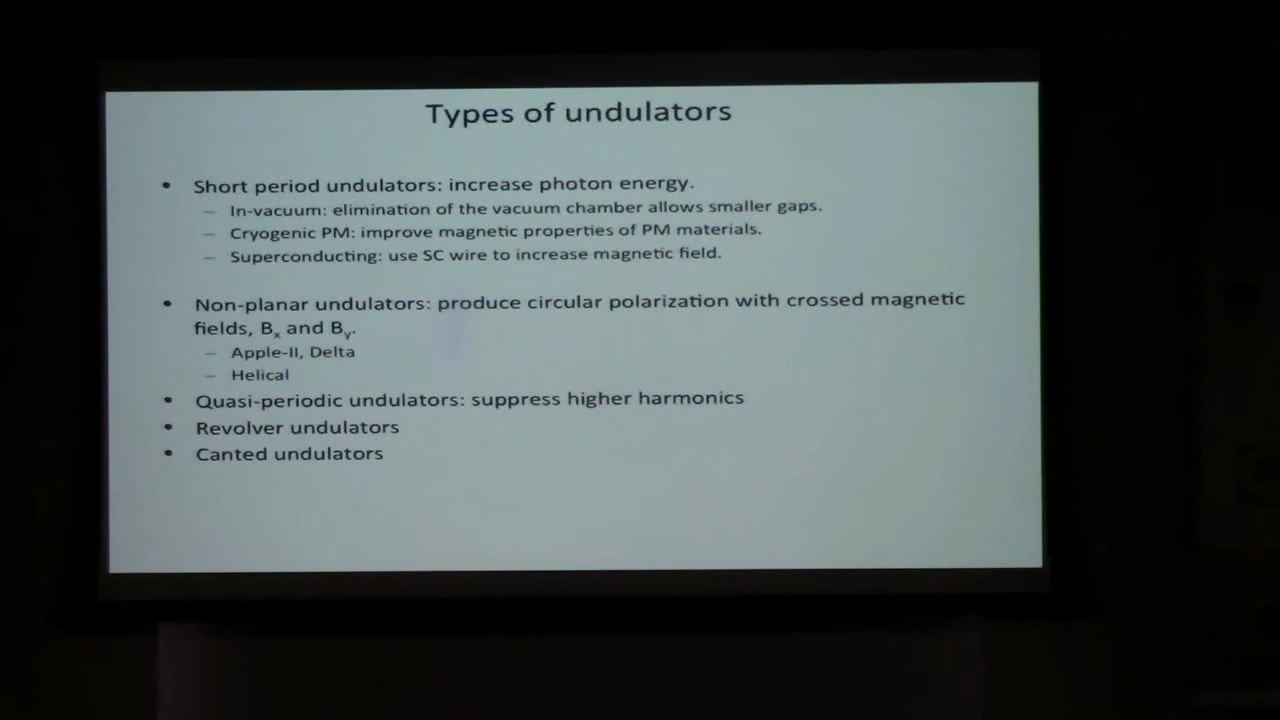 Types of undulators
• Short period undulators: increase photon energy.
– In-vacuum: elimination of the vacuum chamber allows smaller gaps.
– Cryogenic PM: improve magnetic properties of PM materials.
– Superconducting: use SC wire to increase magnetic field.
• Non-planar undulators: produce circular polarization with crossed magnetic
fields, Bx and By.
– Apple-II, Delta
– Helical
• Quasi-periodic undulators: suppress higher harmonics
• Revolver undulators
• Canted undulators